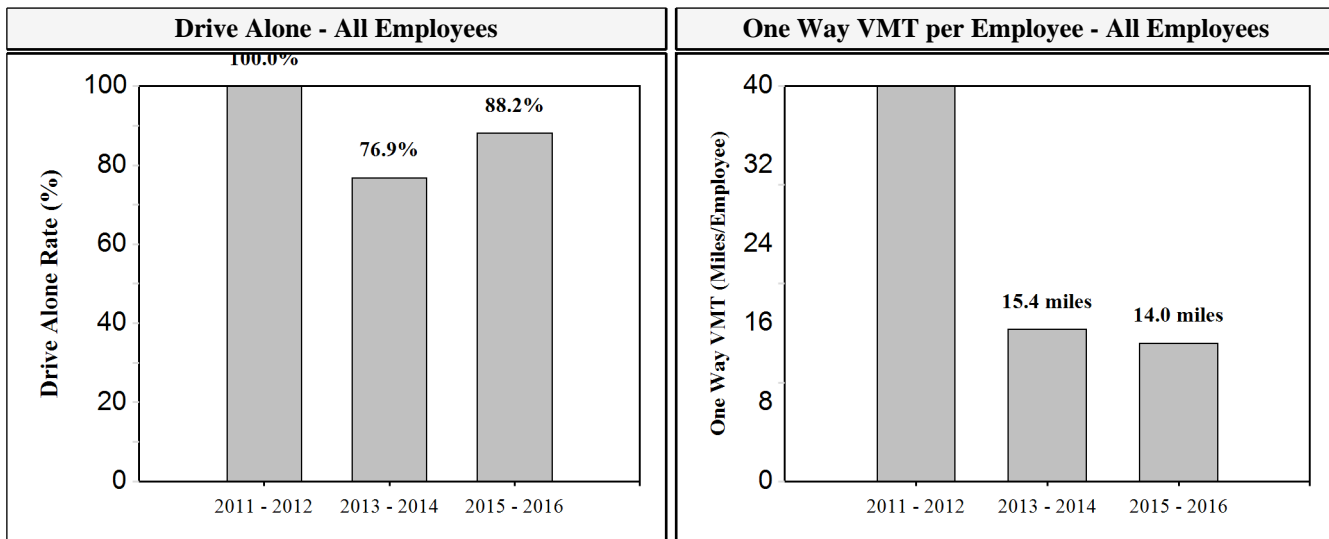 Drive Alone - All Employees
100.0%
88.2%
76.9%
100
80
60
40
20
0
Drive Alone Rate (%)
2011 - 2012 2013 - 2014 2015 - 2016
One Way VMT per Employee - All Employees
40
32
24
16
8
0
One Way VMT (Miles/Employee)
15.4 miles
14.0 miles
2011 - 2012 2013 - 2014 2015 - 2016